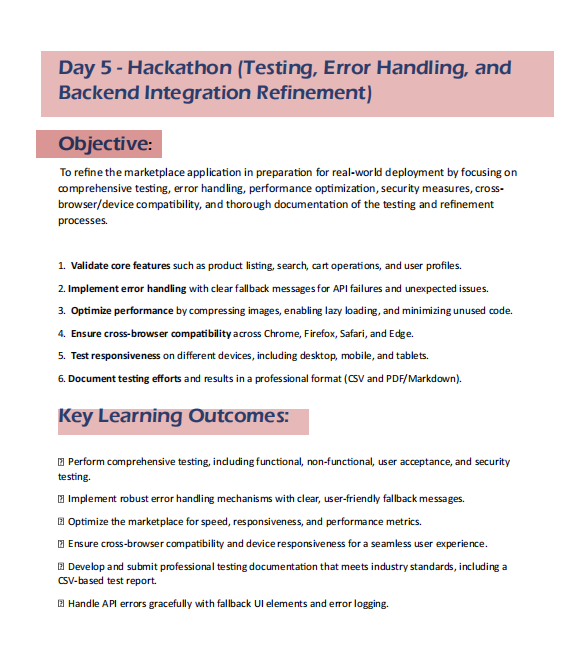 Day 5 - Hackathon (Testing, Error Handling, and
Backend Integration Refinement)
Objective:
To refine the marketplace application in preparation for real-world deployment by focusing on
comprehensive testing, error handling, performance optimization, security measures, cross-
browser/device compatibility, and thorough documentation of the testing and refinement
processes.
1. Validate core features such as product listing, search, cart operations, and user profiles.
2. Implement error handling with clear fallback messages for API failures and unexpected issues.
3. Optimize performance by compressing images, enabling lazy loading, and minimizing unused code.
4. Ensure cross-browser compatibility across Chrome, Firefox, Safari, and Edge.
5. Test responsiveness on different devices, including desktop, mobile, and tablets.
6. Document testing efforts and results in a professional format (CSV and PDF/Markdown).
Key Learning Outcomes:
⍰ Perform comprehensive testing, including functional, non-functional, user acceptance, and security
testing.
⍰ Implement robust error handling mechanisms with clear, user-friendly fallback messages.
⍰ Optimize the marketplace for speed, responsiveness, and performance metrics.
⍰ Ensure cross-browser compatibility and device responsiveness for a seamless user experience.
⍰ Develop and submit professional testing documentation that meets industry standards, including a
CSV-based test report.
⍰ Handle API errors gracefully with fallback UI elements and error logging.